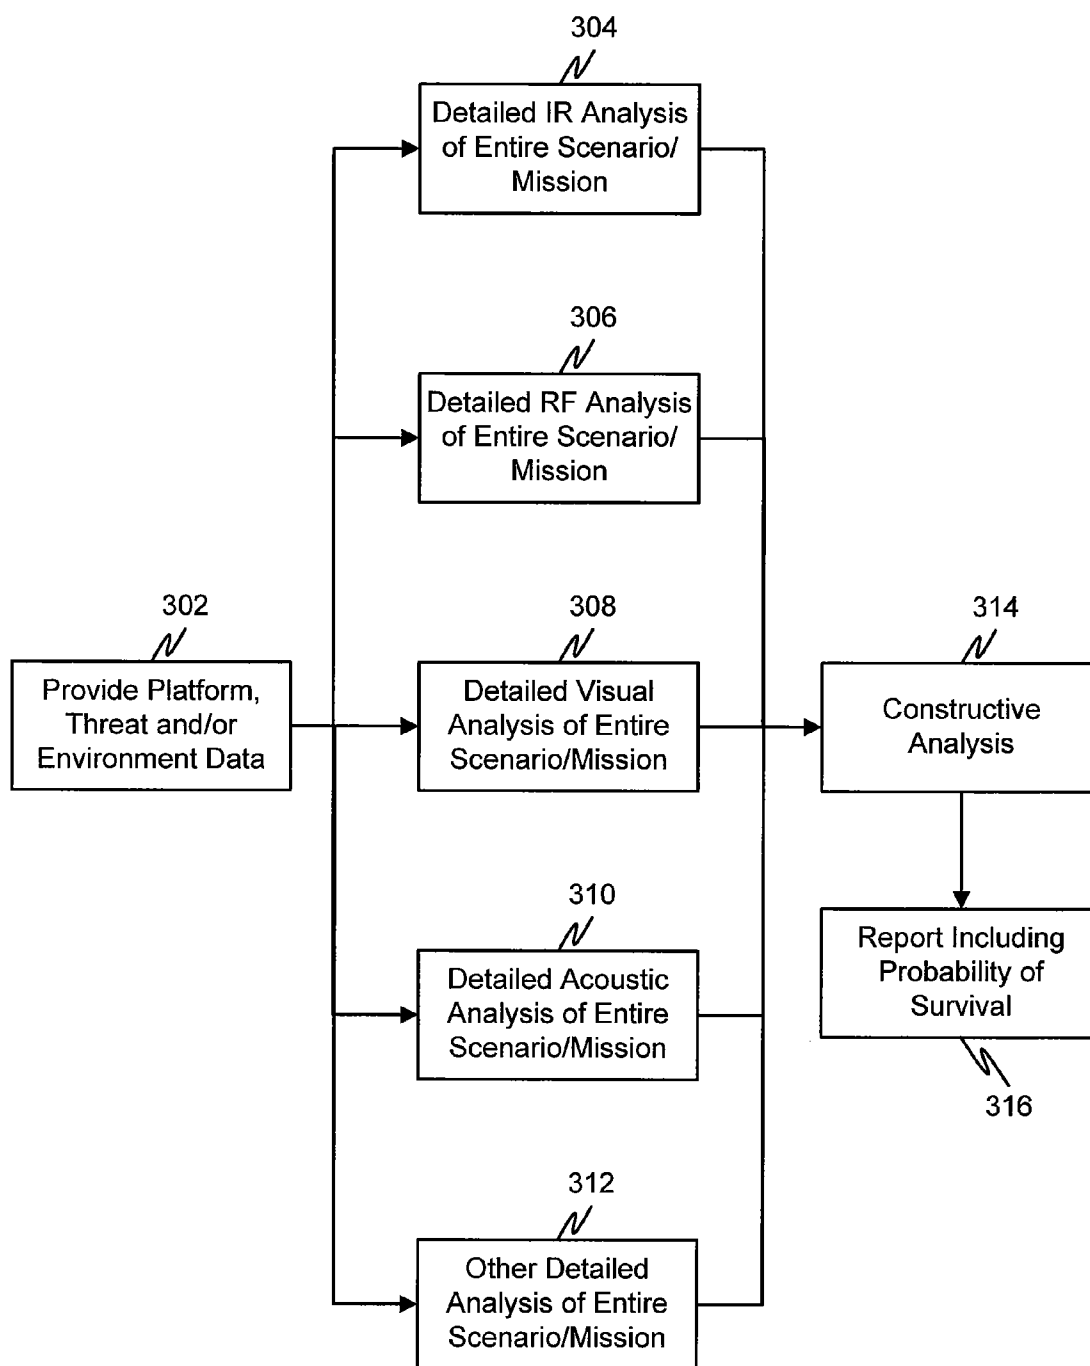 304
Detailed IR Analysis
of Entire Scenario/
Mission
306
Detailed RF Analysis
of Entire Scenario/
Mission
302
Provide Platform,
Threat and/or
Environment Data
308
Detailed Visual
Analysis of Entire
Scenario/Mission
314
Constructive
Analysis
310
Detailed Acoustic
Analysis of Entire
Scenario/Mission
Report Including
Probability of
Survival
316
312
Other Detailed
Analysis of Entire
Scenario/Mission